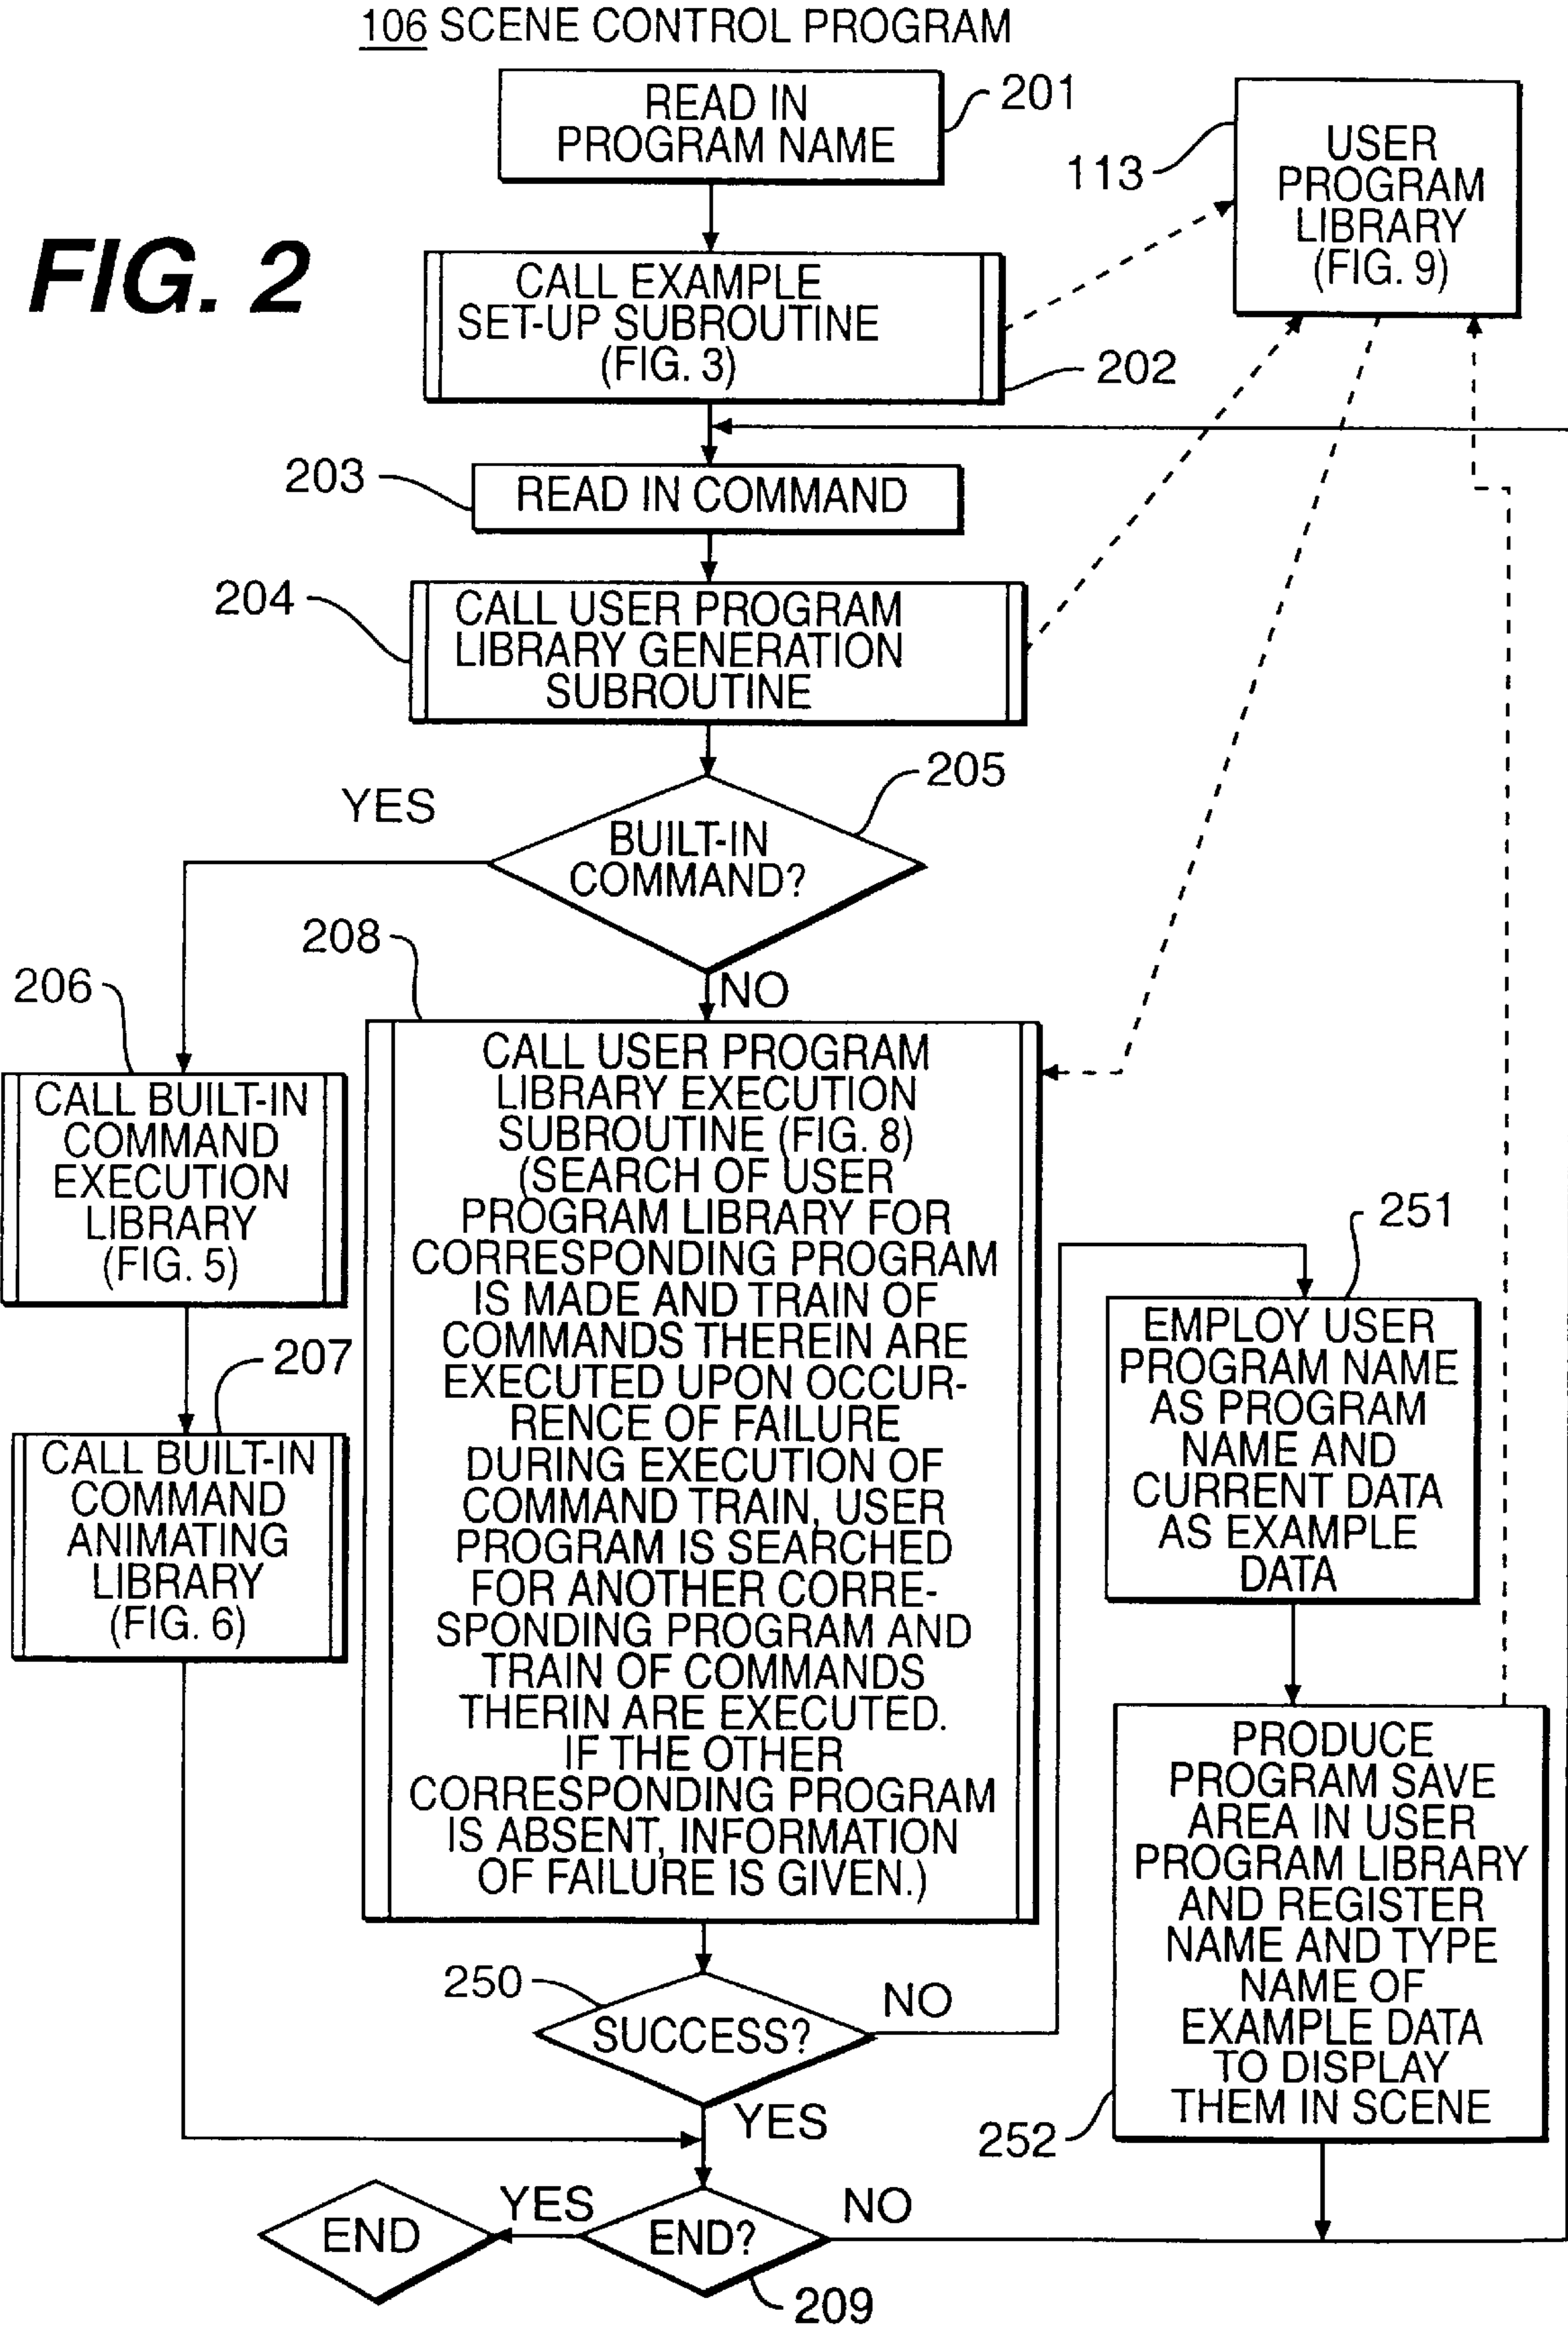 106 SCENE CONTROL PROGRAM
READ IN
PROGRAM NAME
201
USER
PROGRAM
LIBRARY
(FIG. 9)
113
FIG. 2
CALL EXAMPLE
SET-UP SUBROUTINE
(FIG. 3)
202
203
READ IN COMMAND
204
CALL USER PROGRAM
LIBRARY GENERATION
SUBROUTINE
205
YES
BUILT-IN
COMMAND?
NO
206
CALL BUILT-IN
COMMAND
EXECUTION
LIBRARY
(FIG. 5)
207
CALL BUILT-IN
COMMAND
ANIMATING
LIBRARY
(FIG. 6)
208
CALL USER PROGRAM
LIBRARY EXECUTION
SUBROUTINE (FIG. 8)
(SEARCH OF USER
PROGRAM LIBRARY FOR
CORRESPONDING PROGRAM
IS MADE AND TRAIN OF
COMMANDS THEREIN ARE
EXECUTED UPON OCCUR-
RENCE OF FAILURE
DURING EXECUTION OF
COMMAND TRAIN, USER
PROGRAM IS SEARCHED
FOR ANOTHER CORRE-
SPONDING PROGRAM AND
TRAIN OF COMMANDS
THERIN ARE EXECUTED.
IF THE OTHER
CORRESPONDING PROGRAM
IS ABSENT, INFORMATION
OF FAILURE IS GIVEN.)
251
EMPLOY USER
PROGRAM NAME
AS PROGRAM
NAME AND
CURRENT DATA
AS EXAMPLE
DATA
PRODUCE
PROGRAM SAVE
AREA IN USER
PROGRAM LIBRARY
AND REGISTER
NAME AND TYPE
NAME OF
EXAMPLE DATA
TO DISPLAY
THEM IN SCENE
252
250
SUCCESS?
NO
YES
END
YES
END?
NO
209